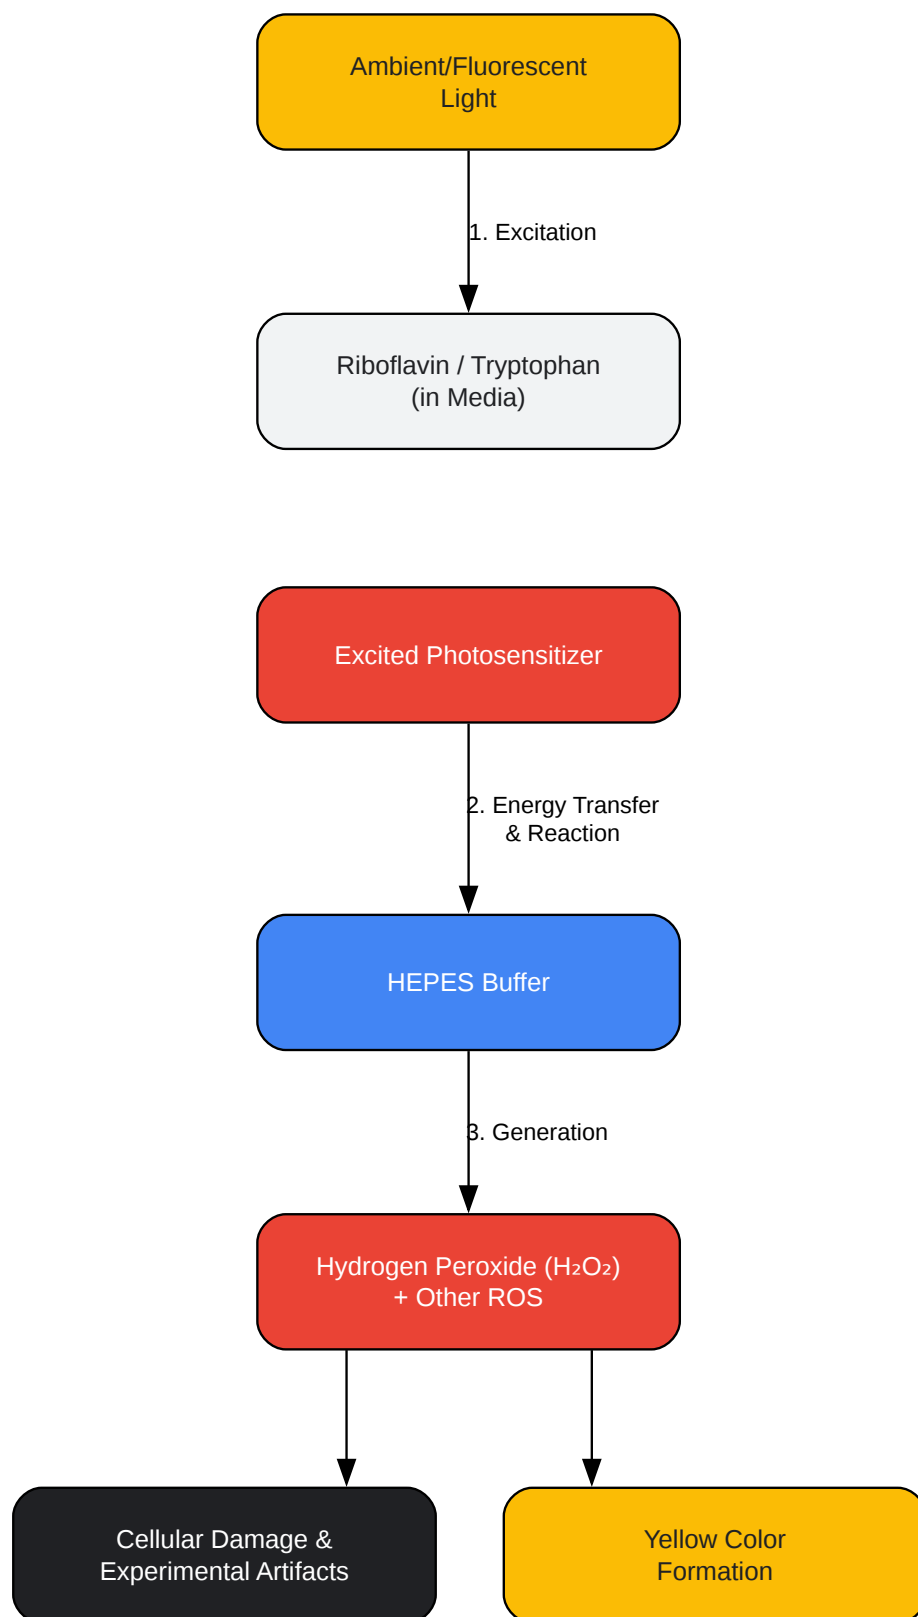 Ambient/Fluorescent
Light
1. Excitation
Riboflavin / Tryptophan
(in Media)
Excited Photosensitizer
2. Energy Transfer
& Reaction
HEPES Buffer
3. Generation
Hydrogen Peroxide (H₂O₂)
+ Other ROS
Cellular Damage &
Experimental Artifacts
Yellow Color
Formation